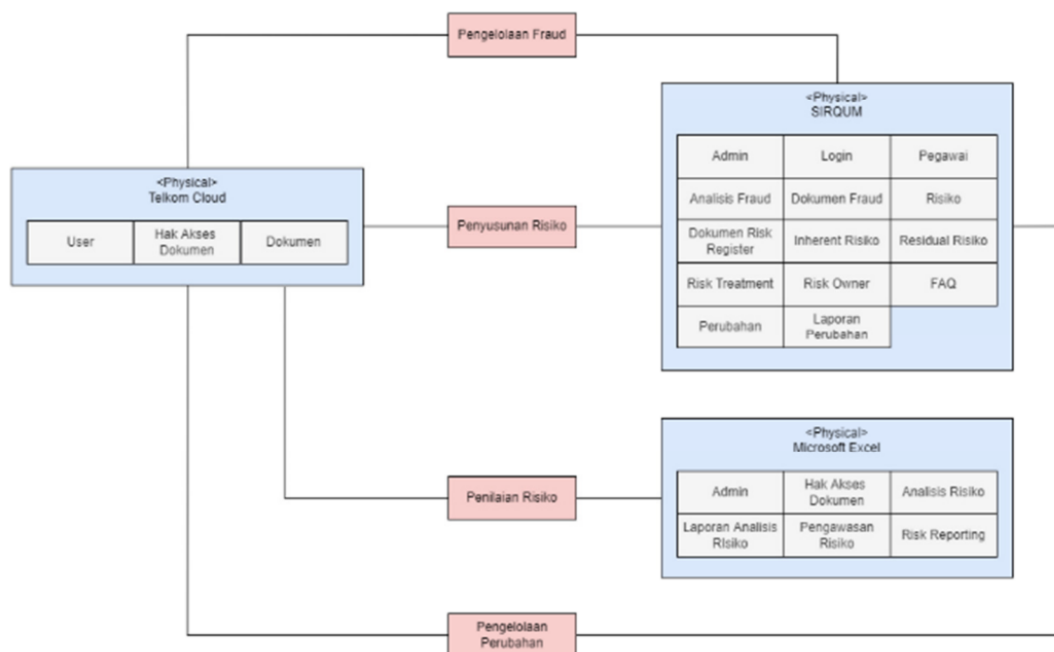 Pengelolaan Fraud
<Physical>
SIRQUM
Admin
Login
Pegawai
Analisis Fraud
Dokumen Fraud
Risiko
Dokumen Risk
Register
Inherent Risiko
Residual Risiko
Risk Treatment
Risk Owner
FAQ
Perubahan
Laporan
Perubahan
<Physical>
Telkom Cloud
User
Hak Akses
Dokumen
Dokumen
Penyusunan Risiko
<Physical>
Microsoft Excel
Admin
Hak Akses
Dokumen
Analisis Risiko
Laporan Analisis
RIsiko
Pengawasan
Risiko
Risk Reporting
Penilaian Risiko
Pengelolaan
Perubahan